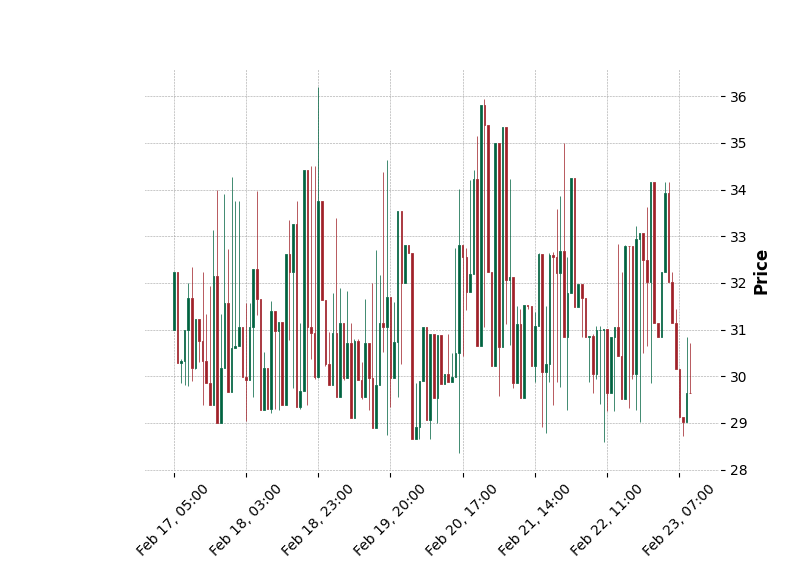 36
35
34
33
32
31
30
29
28
Price
Feb 17, 05:00
Feb 18, 03:00
Feb 18, 23:00
Feb 19, 20:00
Feb 20, 17:00
Feb 21, 14:00
Feb 22, 11:00
Feb 23, 07:00